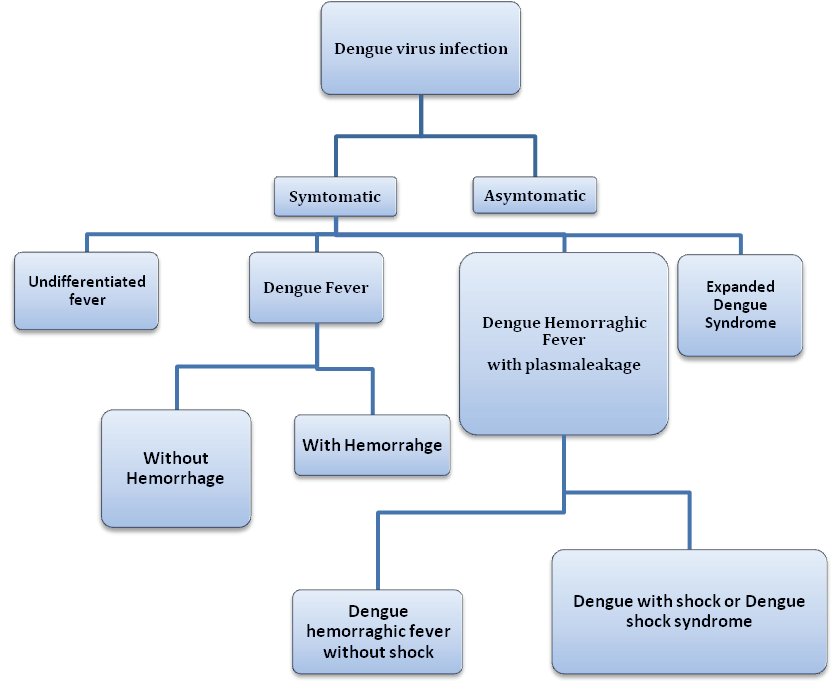 Dengue virus infection
Symtomatic
Asymtomatic
Undifferentiated
fever
Dengue Fever
Dengue Hemorraghic
Fever
with plasmaleakage
Expanded
Dengue
Syndrome
Without
Hemorrhage
With Hemorrahge
Dengue
hemorraghic fever
without shock
Dengue with shock or Dengue
shock syndrome